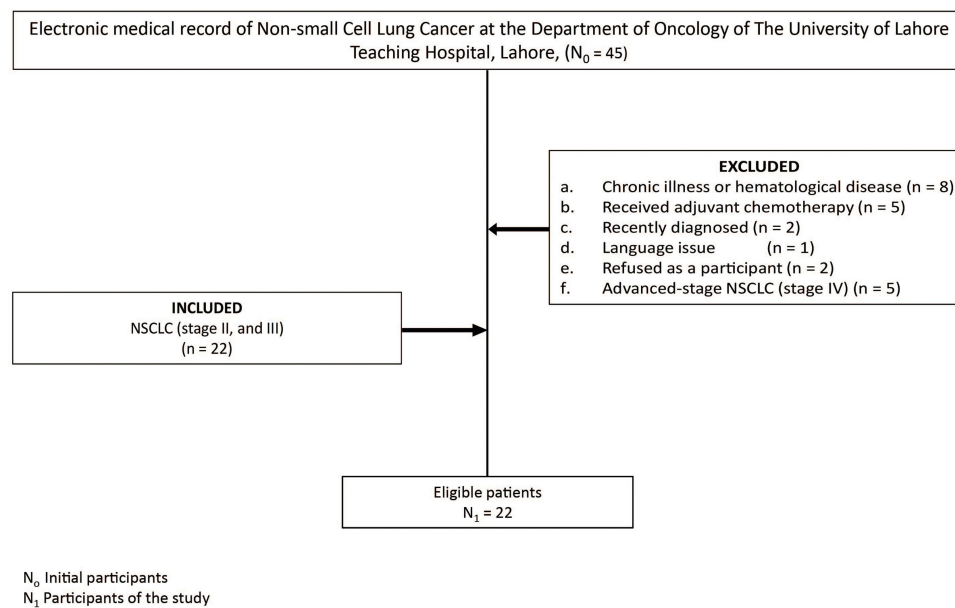 Electronic medical record of Non-small Cell Lung Cancer at the Department of Oncology of The University of Lahore
Teaching Hospital, Lahore, (N₀ = 45)
EXCLUDED
a. Chronic illness or hematological disease (n = 8)
b. Received adjuvant chemotherapy (n = 5)
c. Recently diagnosed (n = 2)
d. Language issue (n = 1)
e. Refused as a participant (n = 2)
f. Advanced-stage NSCLC (stage IV) (n = 5)
INCLUDED
NSCLC (stage II, and III)
(n = 22)
Eligible patients
N₁ = 22
Nₒ Initial participants
N₁ Participants of the study